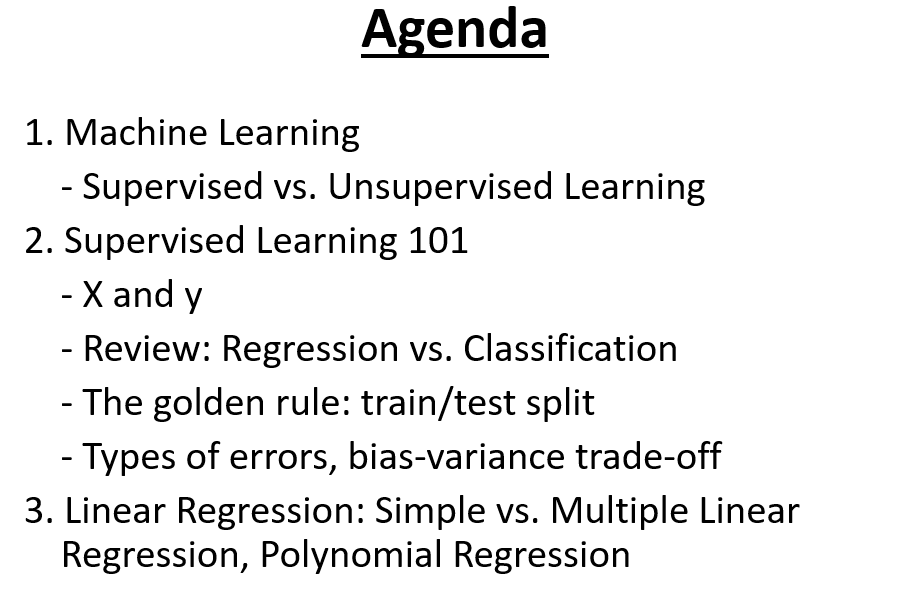 Agenda
1. Machine Learning
- Supervised vs. Unsupervised Learning
2. Supervised Learning 101
- X and y
- Review: Regression vs. Classification
- The golden rule: train/test split
- Types of errors, bias-variance trade-off
3. Linear Regression: Simple vs. Multiple Linear
Regression, Polynomial Regression